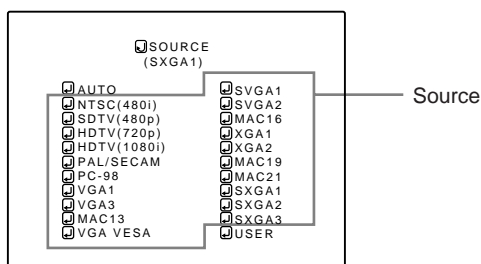 SOURCE
(SXGA1)
AUTO
NTSC(480i)
SDTV(480p)
HDTV(720p)
HDTV(1080i)
PAL/SECAM
PC-98
VGA1
VGA3
MAC13
VGA VESA
SVGA1
SVGA2
MAC16
XGA1
XGA2
MAC19
MAC21
SXGA1
SXGA2
SXGA3
USER
Source